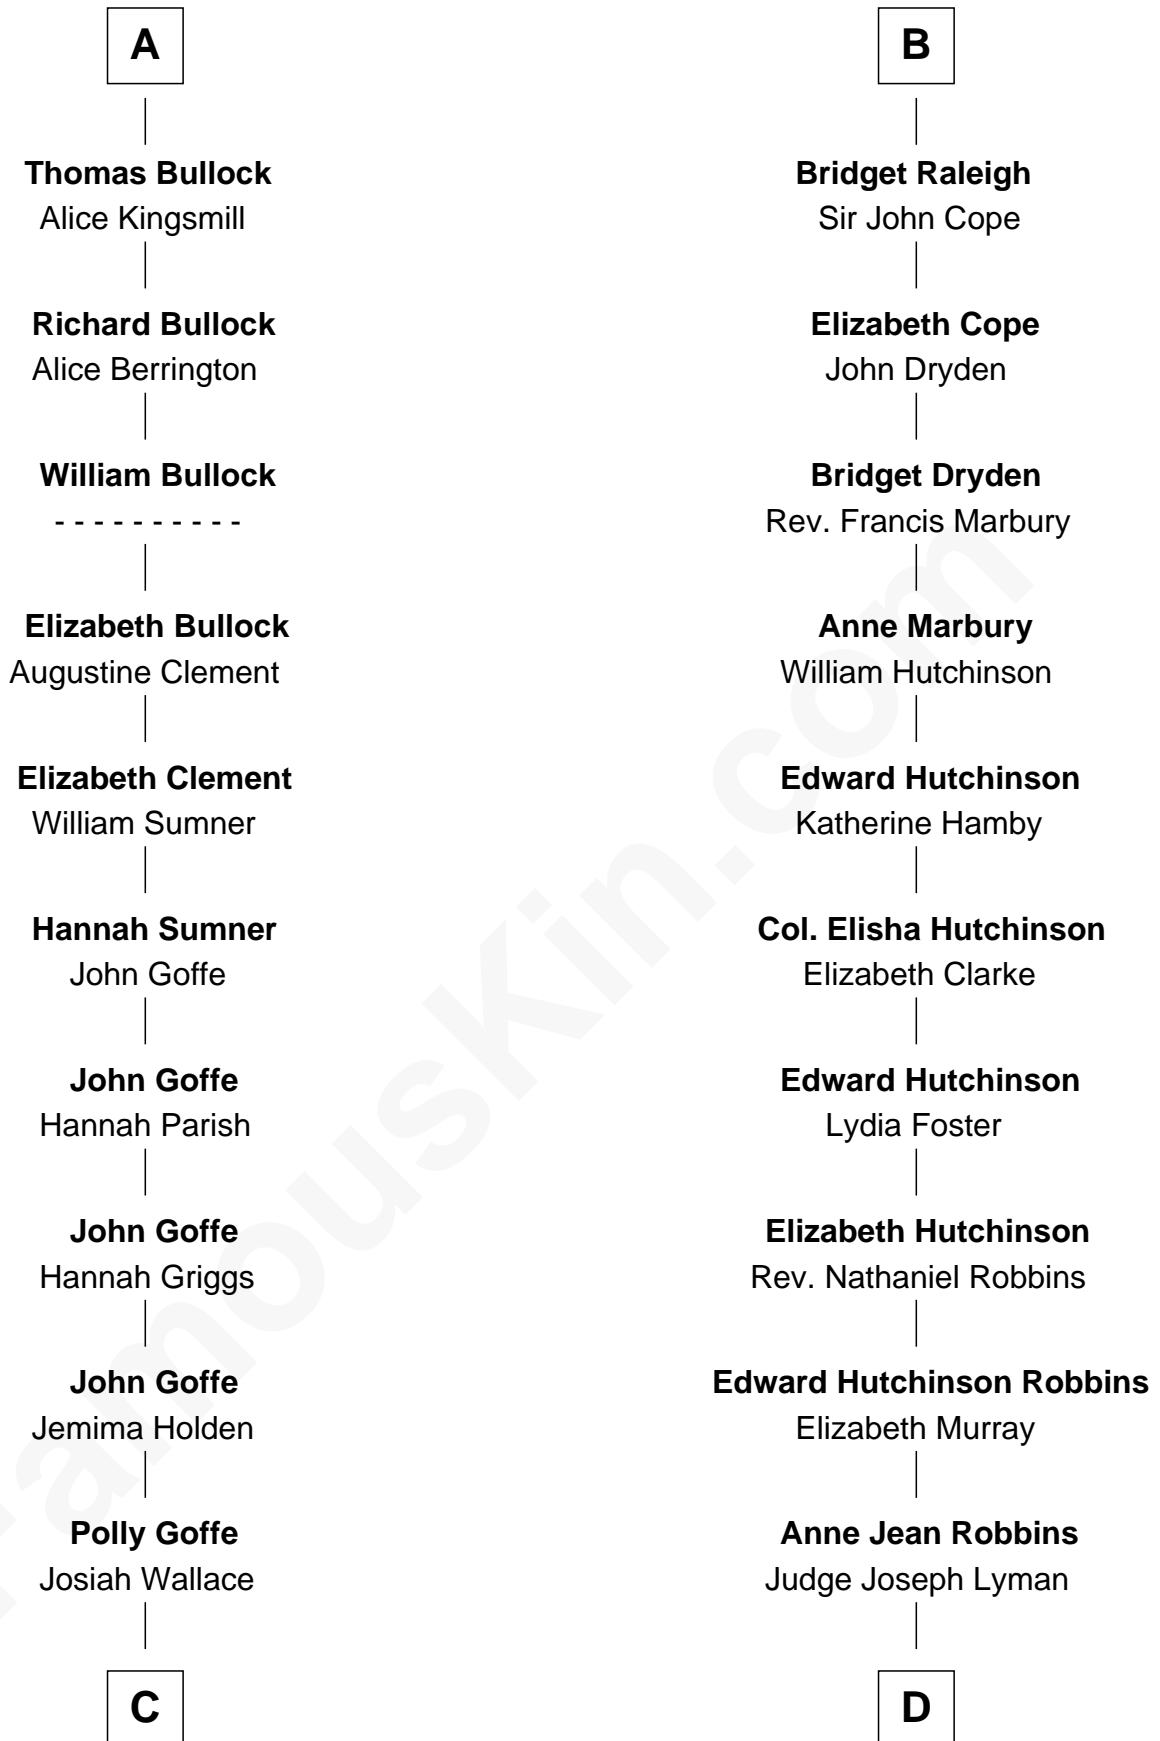 A
Thomas Bullock
Alice Kingsmill
Richard Bullock
Alice Berrington
William Bullock
- - - - - - - - - -
Elizabeth Bullock
Augustine Clement
Elizabeth Clement
William Sumner
Hannah Sumner
John Goffe
John Goffe
Hannah Parish
John Goffe
Hannah Griggs
John Goffe
Jemima Holden
Polly Goffe
Josiah Wallace
C
B
Bridget Raleigh
Sir John Cope
Elizabeth Cope
John Dryden
Bridget Dryden
Rev. Francis Marbury
Anne Marbury
William Hutchinson
Edward Hutchinson
Katherine Hamby
Col. Elisha Hutchinson
Elizabeth Clarke
Edward Hutchinson
Lydia Foster
Elizabeth Hutchinson
Rev. Nathaniel Robbins
Edward Hutchinson Robbins
Elizabeth Murray
Anne Jean Robbins
Judge Joseph Lyman
D
FamousKin.com